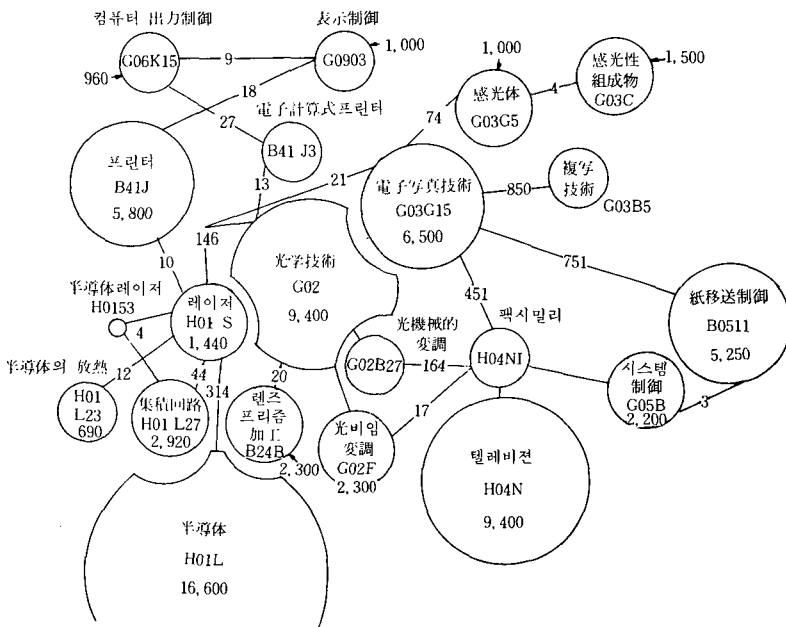 컴퓨터 出力制御
表示制御
G06K15
9
G0903
1,000
960
18
27
電子計算式프린터
B41 J3
1,000
感光体
G03G5
4
感光性
組成物
G03C
1,500
74
프린터
B41J
5,800
13
21
電子写真技術
G03G15
6,500
850
複写
技術
G03B5
10
146
光学技術
G02
9,400
751
451
紙移送制御
B0511
5,250
半導体레이저
H0153
4
레이저
H01 S
1,440
光機械的
変調
팩시밀리
G02B27
164
H04NI
半導体의 放熱
12
44
314
20
17
시스템
制御
G05B
2,200
3
H01
L23
690
集積回路
H01 L27
2,920
렌즈
프리즘
加工
B24B
2,300
光비임
変調
G02F
2,300
텔레비젼
H04N
9,400
半導体
H01L
16,600